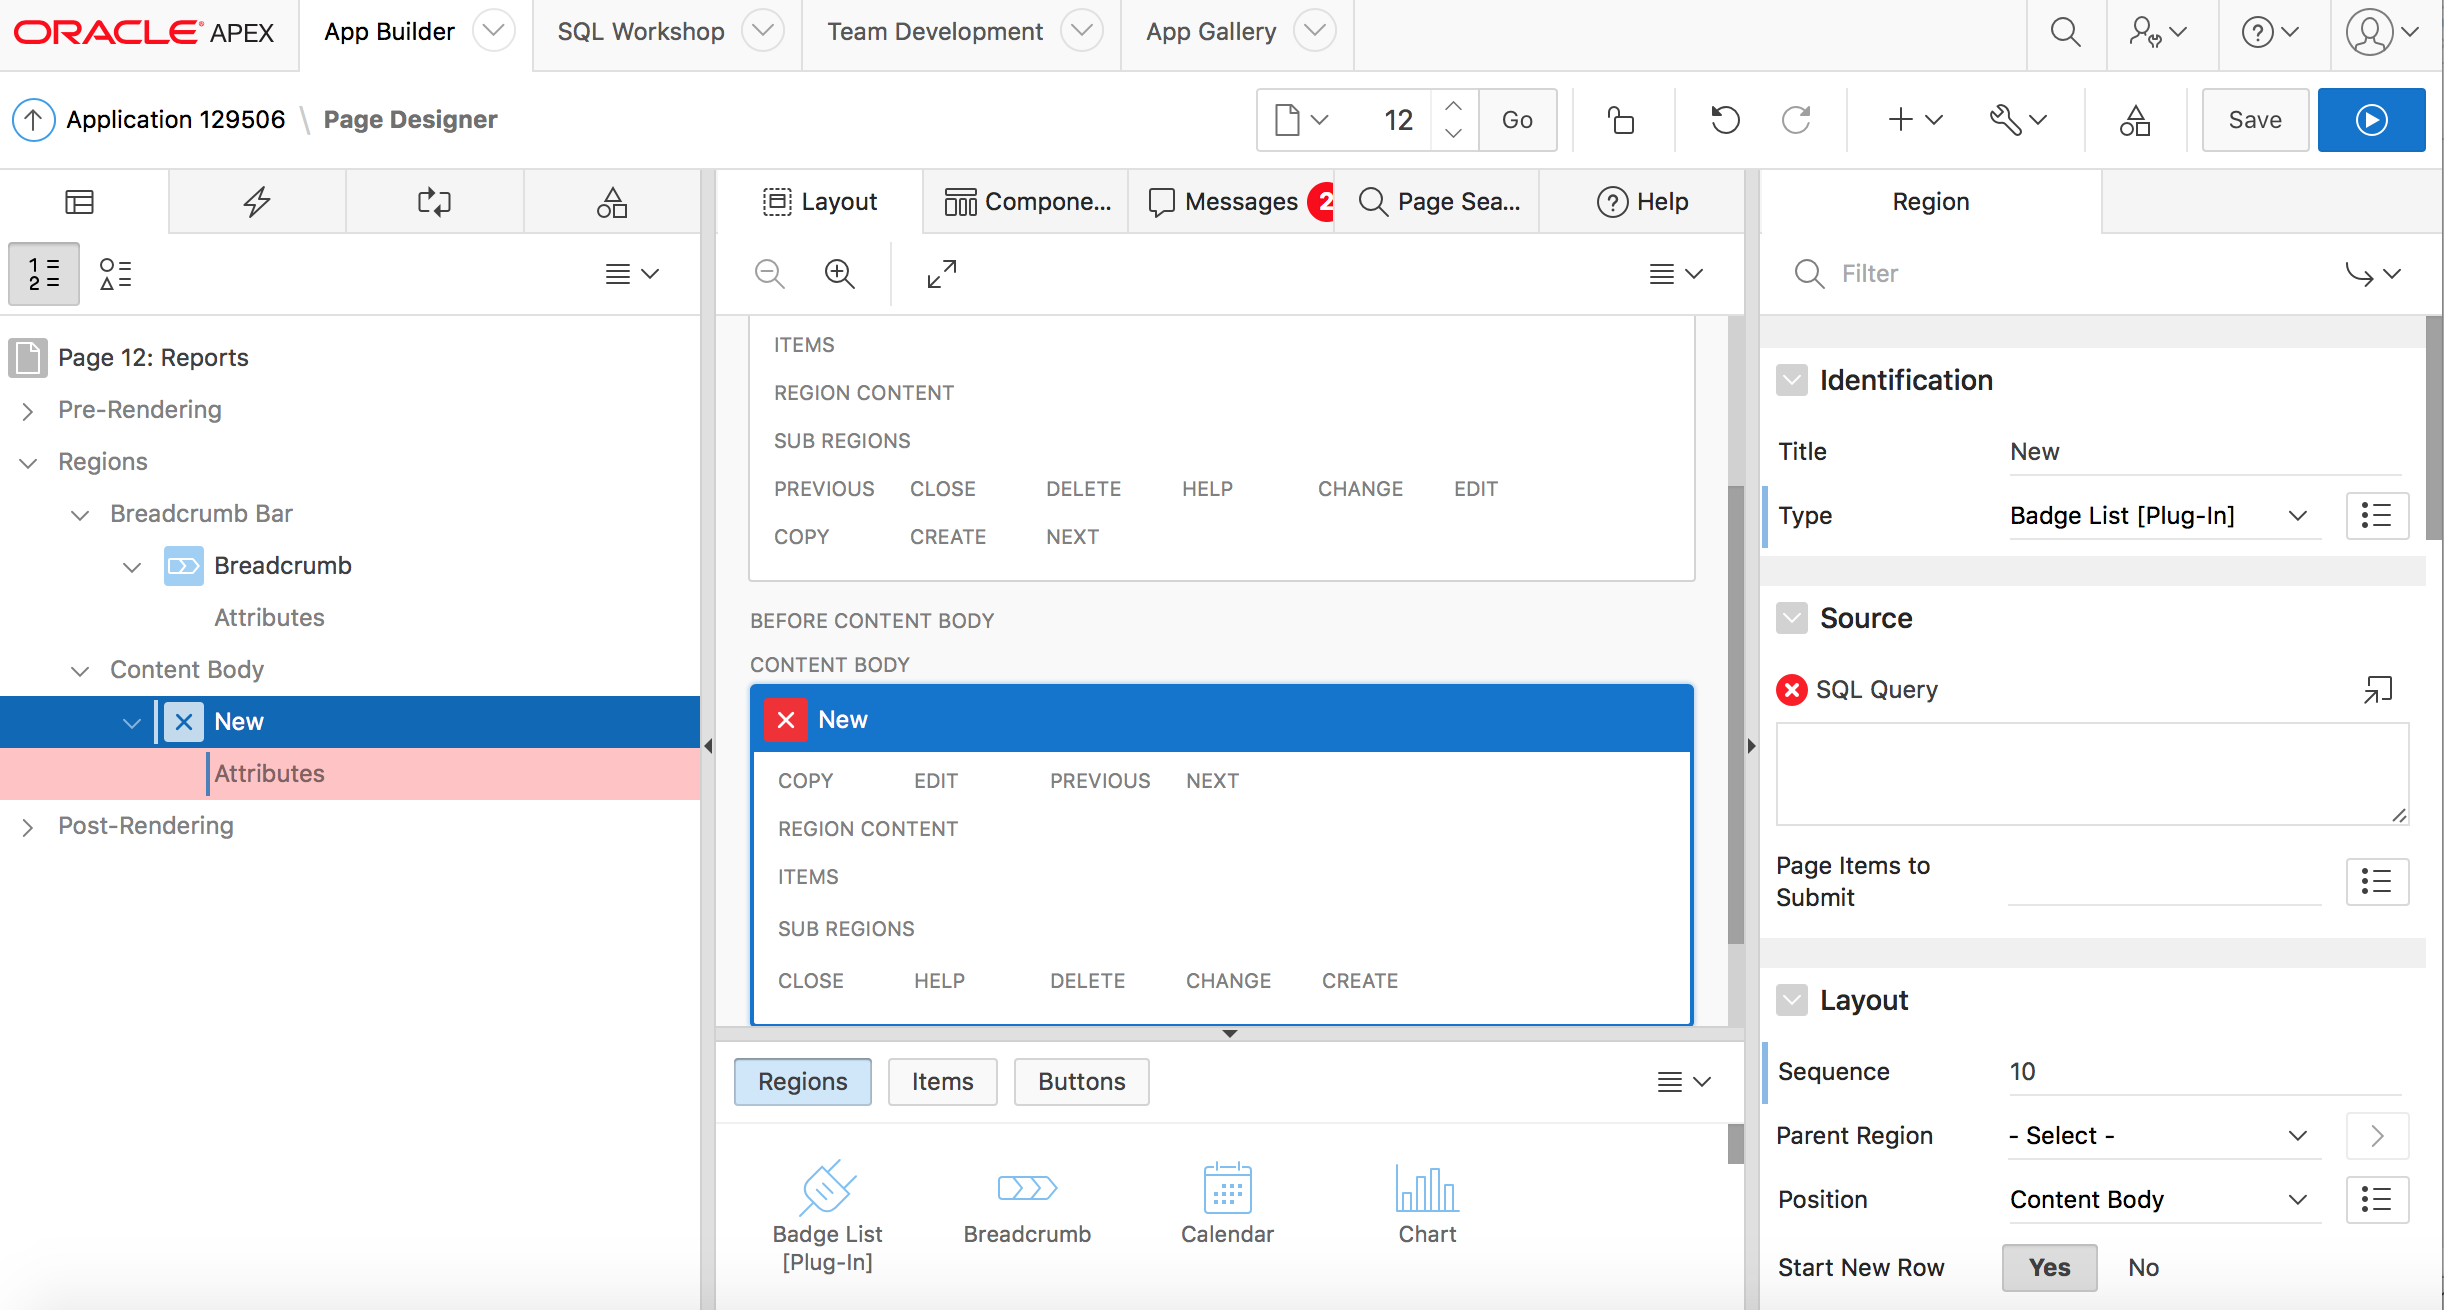 ORACLE® APEX
App Builder
SQL Workshop
Team Development
App Gallery
Application 129506 \ Page Designer
12
Go
Save
Layout
Compone...
Messages 2
Page Sea...
Help
Region
Filter
Page 12: Reports
Pre-Rendering
Regions
Breadcrumb Bar
Breadcrumb
Attributes
Content Body
New
Attributes
Post-Rendering
ITEMS
REGION CONTENT
SUB REGIONS
PREVIOUS CLOSE DELETE HELP CHANGE EDIT
COPY CREATE NEXT
BEFORE CONTENT BODY
CONTENT BODY
New
COPY EDIT PREVIOUS NEXT
REGION CONTENT
ITEMS
SUB REGIONS
CLOSE HELP DELETE CHANGE CREATE
Regions Items Buttons
Badge List
[Plug-In]
Breadcrumb
Calendar
Chart
Identification
Title New
Type Badge List [Plug-In]
Source
SQL Query
Page Items to
Submit
Layout
Sequence 10
Parent Region - Select -
Position Content Body
Start New Row Yes No